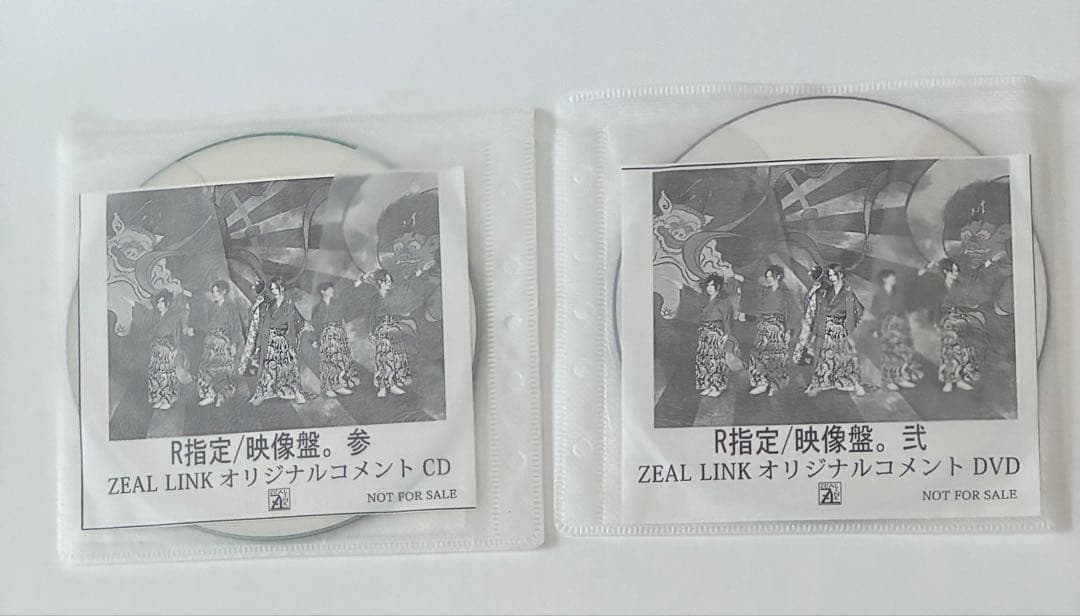 R指定/映像盤。参
ZEAL LINK オリジナルコメント CD
NOT FOR SALE
R指定/映像盤。弐
ZEAL LINK オリジナルコメント DVD
NOT FOR SALE